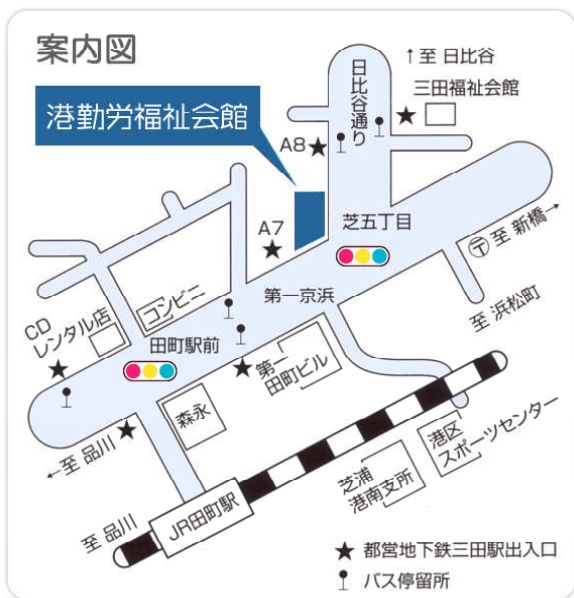 案内図
港勤労福祉会館
日比谷通り
↑至 日比谷
三田福祉会館
A8
A7
芝五丁目
〒至 新橋→
第一京浜
至 浜松町
コンビニ
CD
レンタル店
田町駅前
第一
田町ビル
森永
←至 品川
港区
スポーツセンター
芝浦
港南支所
JR田町駅
至 品川
★ 都営地下鉄三田駅出入口
バス停留所